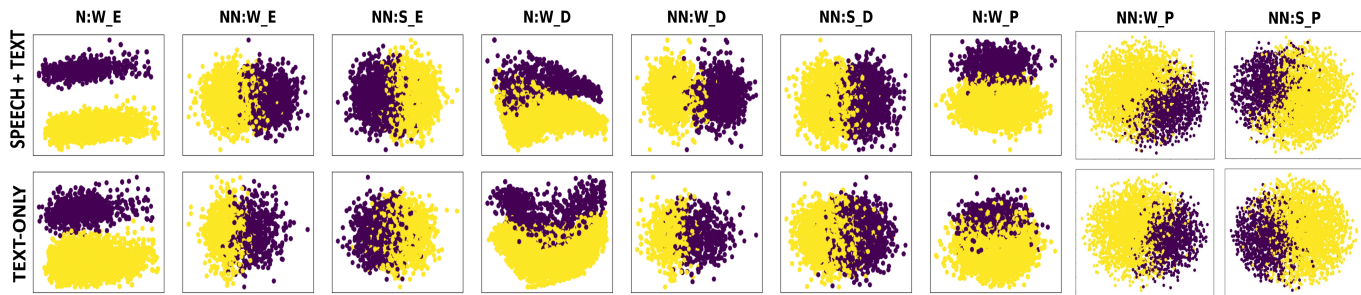 N:W_E NN:W_E NN:S_E N:W_D NN:W_D NN:S_D N:W_P NN:W_P NN:S_P
SPEECH + TEXT
TEXT-ONLY